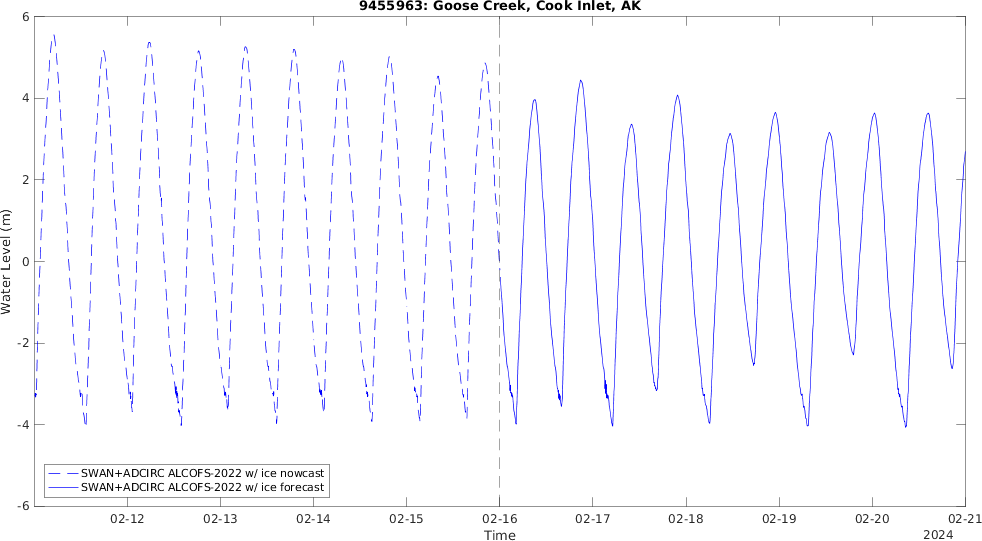 9455963: Goose Creek, Cook Inlet, AK
6
4
2
0
-2
-4
-6
Water Level (m)
SWAN+ADCIRC ALCOFS-2022 w/ ice nowcast
SWAN+ADCIRC ALCOFS-2022 w/ ice forecast
02-12 02-13 02-14 02-15 02-16 02-17 02-18 02-19 02-20 02-21
Time
2024